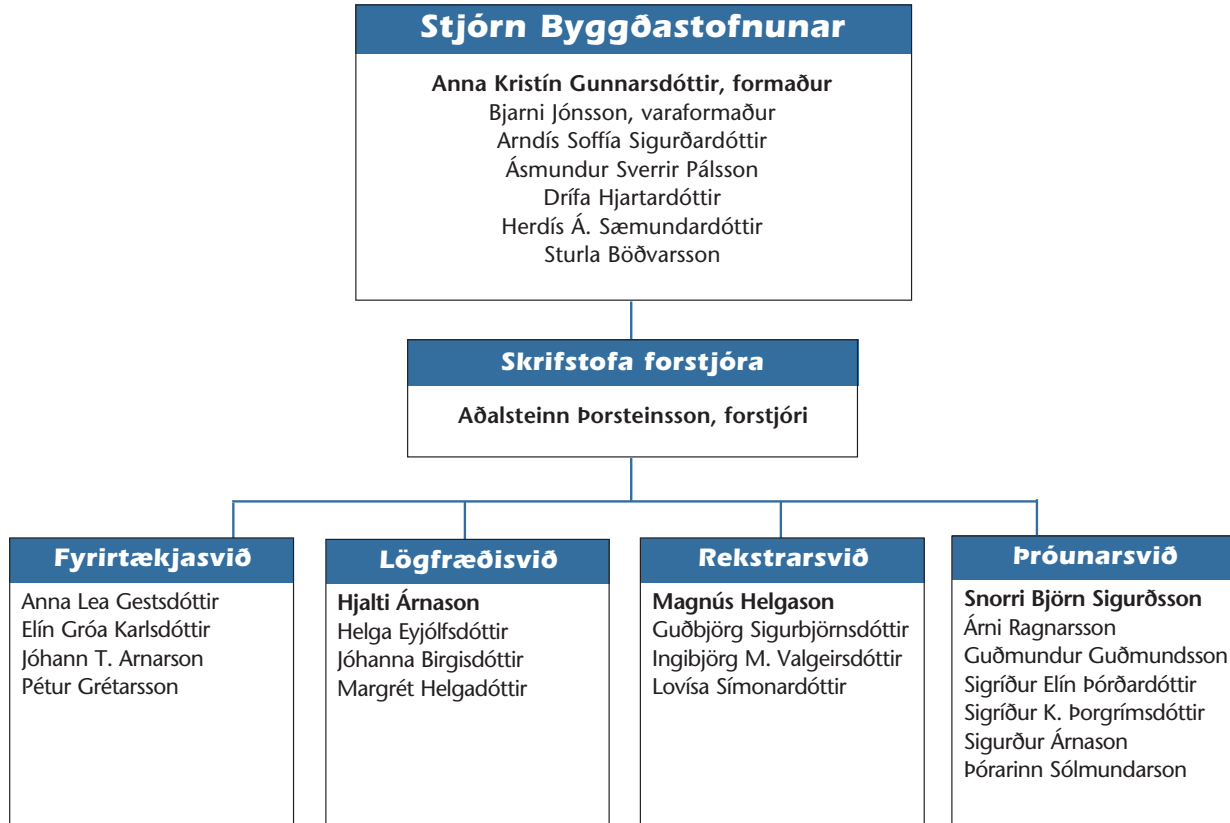 Stjórn Byggðastofnunar
Anna Kristín Gunnarsdóttir, formaður
Bjarni Jónsson, varaformaður
Arndís Soffía Sigurðardóttir
Ásmundur Sverrir Pálsson
Drífa Hjartardóttir
Herdís Á. Sæmundardóttir
Sturla Böðvarsson
Skrifstofa forstjóra
Aðalsteinn Þorsteinsson, forstjóri
Fyrirtækjasvið
Anna Lea Gestsdóttir
Elín Gróa Karlsdóttir
Jóhann T. Arnarson
Pétur Grétarsson
Lögfræðisvið
Hjalti Árnason
Helga Eyjólfsdóttir
Jóhanna Birgisdóttir
Margrét Helgadóttir
Rekstrarsvið
Magnús Helgason
Guðbjörg Sigurbjörnsdóttir
Ingibjörg M. Valgeirsdóttir
Lovísa Símonardóttir
Þróunarsvið
Snorri Björn Sigurðsson
Árni Ragnarsson
Guðmundur Guðmundsson
Sigríður Elín Þórðardóttir
Sigríður K. Þorgrímsdóttir
Sigurður Árnason
Þórarinn Sólmundarson